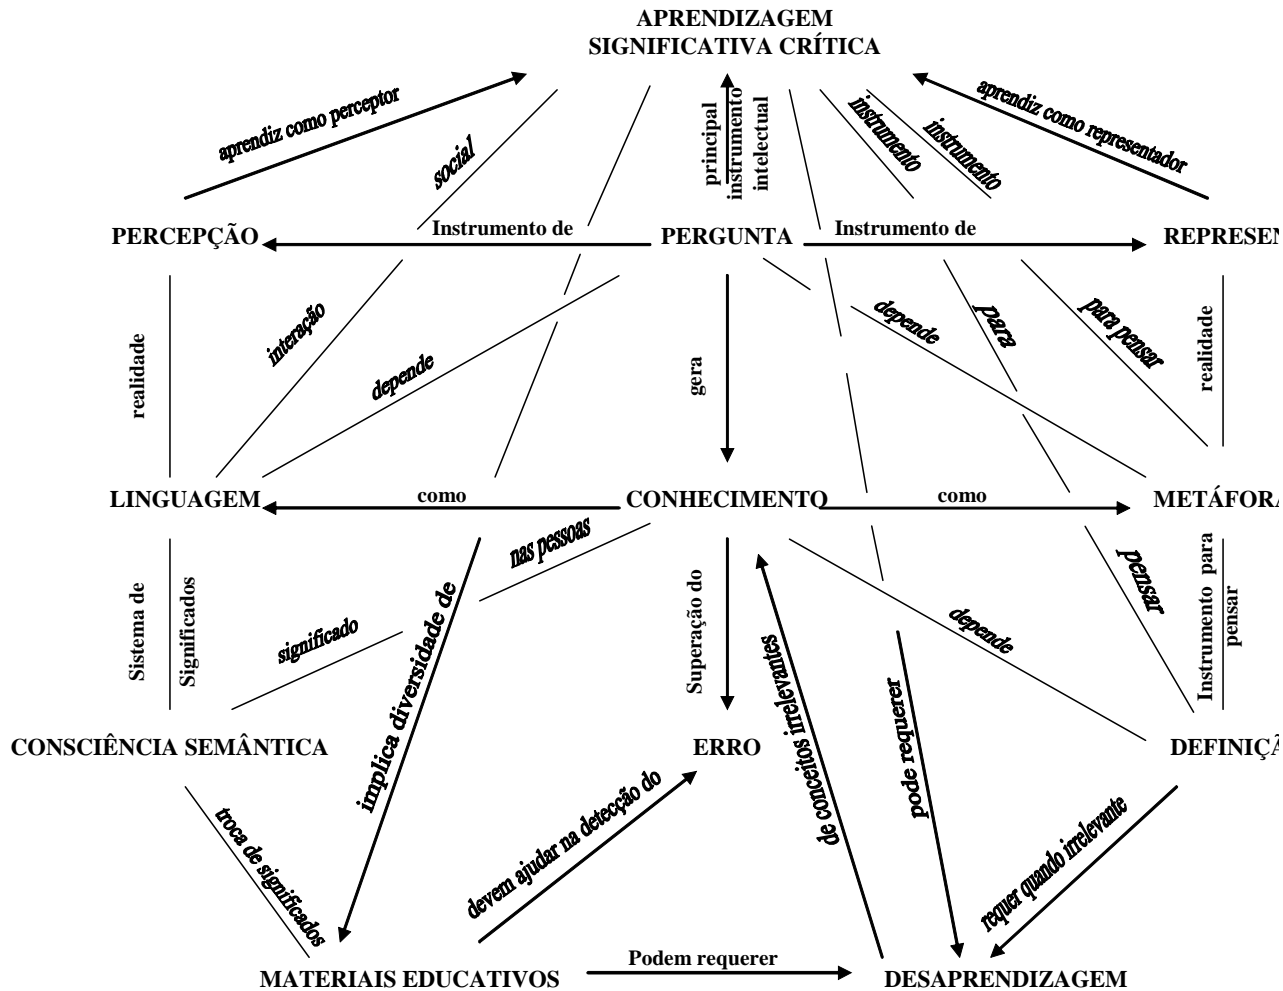 APRENDIZAGEM
SIGNIFICATIVA CRÍTICA
aprendiz como perceptor
social
principal
instrumento
intelectual
instrumento
instrumento
aprendiz como representador
PERCEPÇÃO
Instrumento de
PERGUNTA
Instrumento de
REPRESEN
realidade
interação
depende
gera
depende
para
para pensar
realidade
LINGUAGEM
como
CONHECIMENTO
como
METÁFORA
Sistema de
Significados
significado
nas pessoas
implica diversidade de
Superação do
de conceitos irrelevantes
pode requerer
depende
pensar
Instrumento para
pensar
CONSCIÊNCIA SEMÂNTICA
ERRO
DEFINIÇÃ
troca de significados
devem ajudar na detecção do
requer quando irrelevante
MATERIAIS EDUCATIVOS
Podem requerer
DESAPRENDIZAGEM